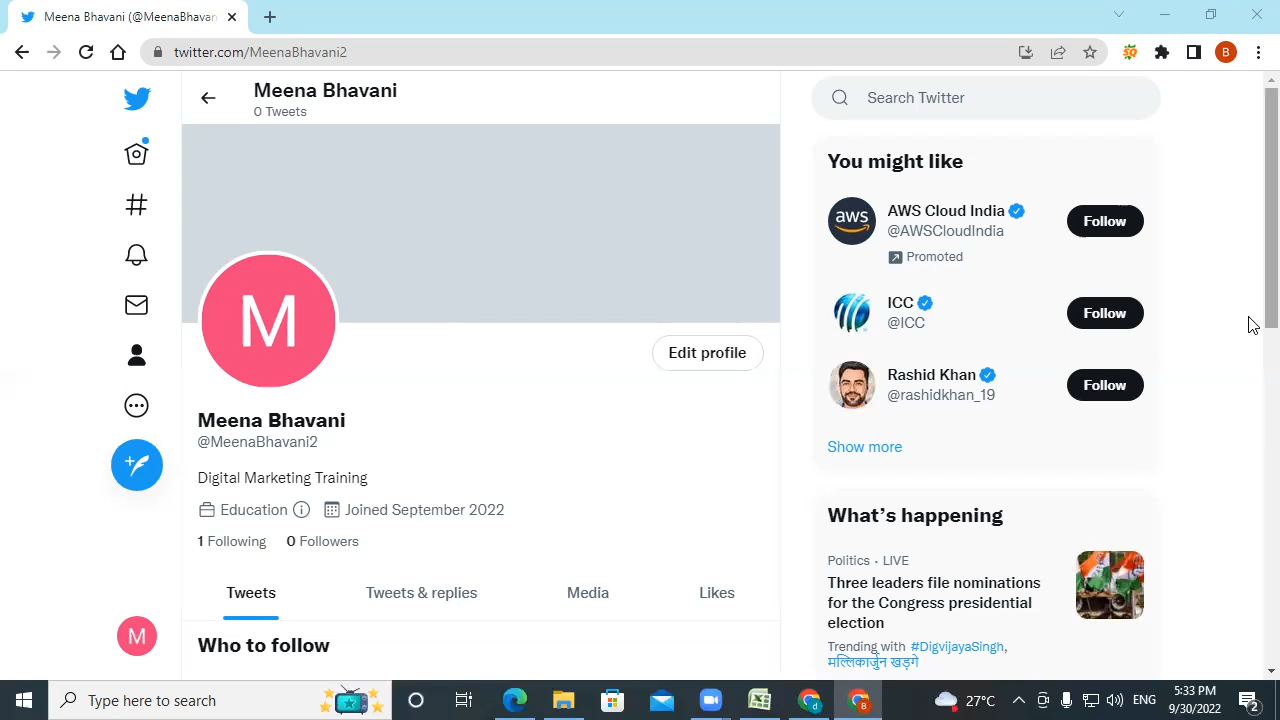 Meena Bhavani (@MeenaBhavan
twitter.com/MeenaBhavani2
B
Meena Bhavani
0 Tweets
Search Twitter
You might like
aws
AWS Cloud India
@AWSCloudIndia
Follow
Promoted
ICC
@ICC
Follow
Rashid Khan
@rashidkhan_19
Follow
Show more
M
Edit profile
Meena Bhavani
@MeenaBhavani2
Digital Marketing Training
Education Joined September 2022
1 Following 0 Followers
Tweets Tweets & replies Media Likes
Who to follow
What's happening
Politics · LIVE
Three leaders file nominations
for the Congress presidential
election
Trending with #DigvijayaSingh,
मल्लिकार्जुन खड़गे
M
Type here to search
27°C
ENG
5:33 PM
9/30/2022
2